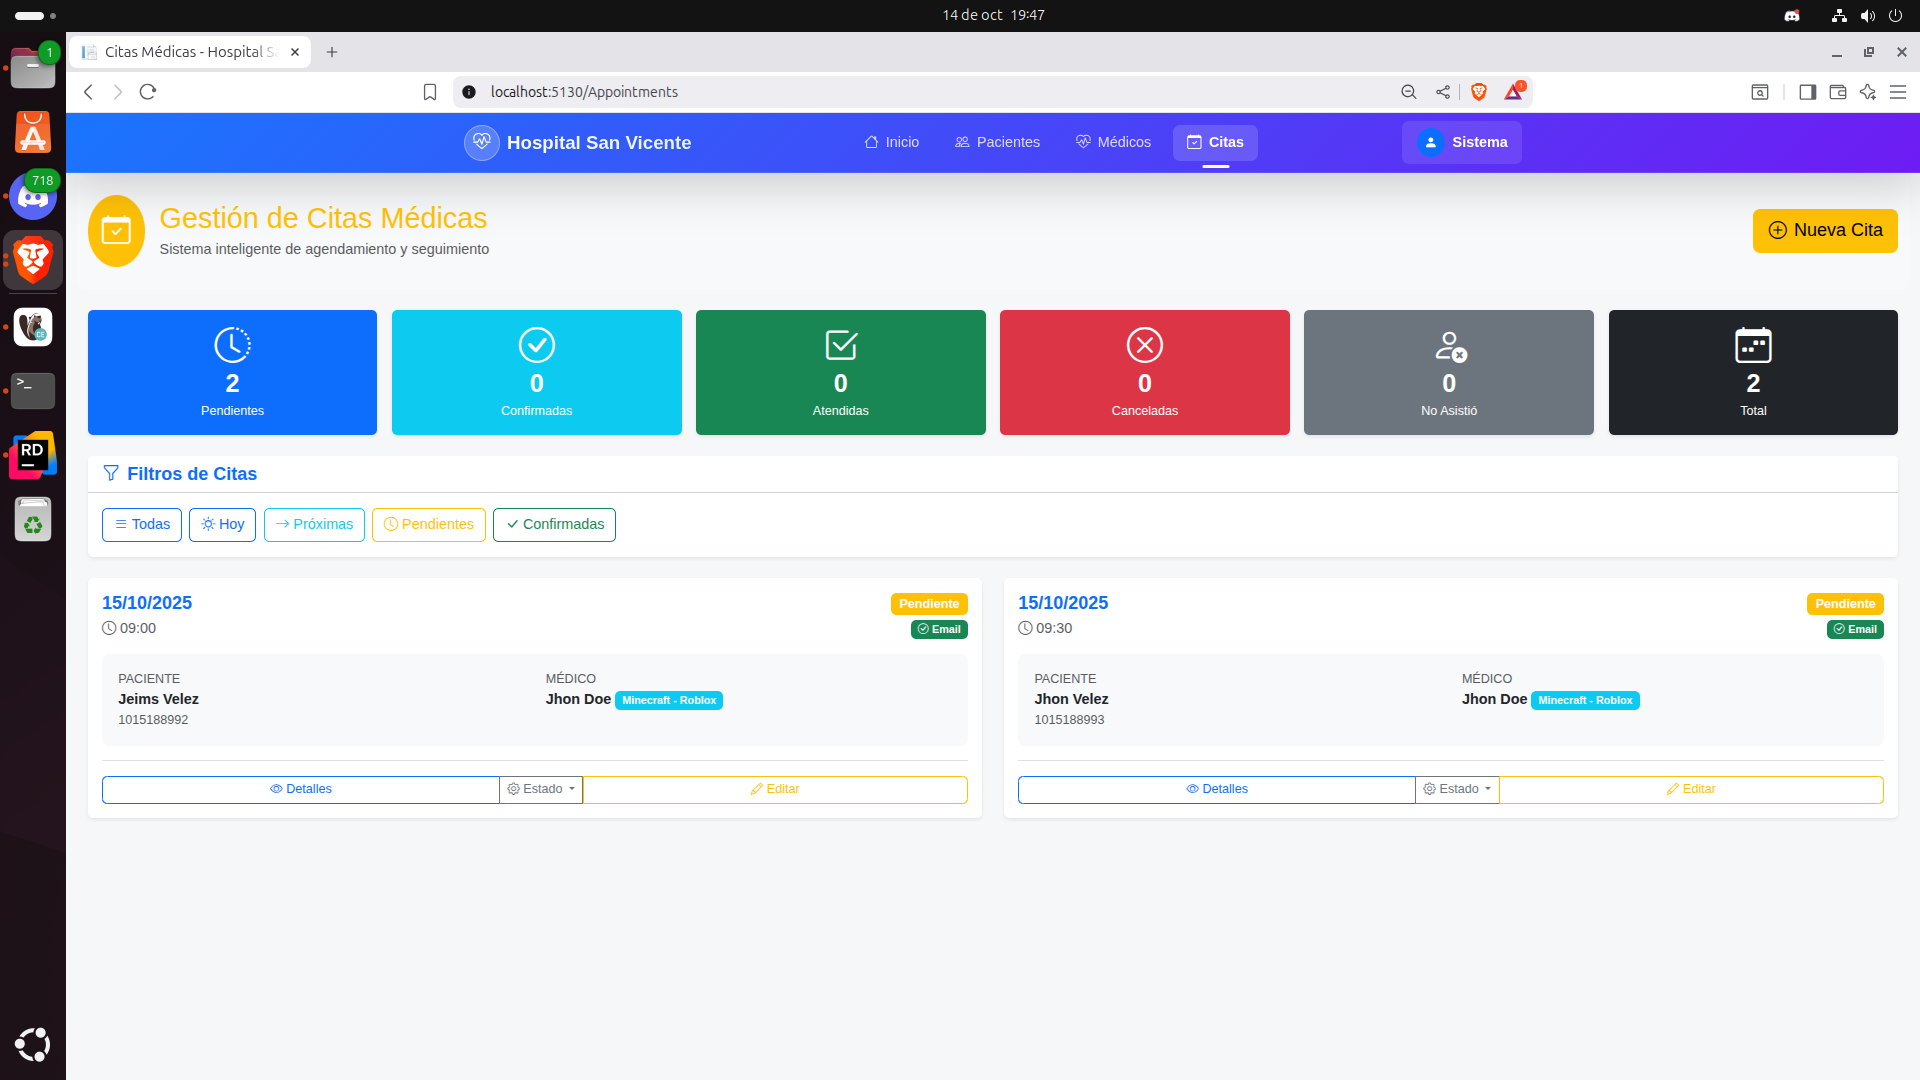 14 de oct 19:47
1
Citas Médicas - Hospital S
localhost:5130/Appointments
1
718
Hospital San Vicente
Inicio
Pacientes
Médicos
Citas
Sistema
Gestión de Citas Médicas
Sistema inteligente de agendamiento y seguimiento
Nueva Cita
2
Pendientes
0
Confirmadas
0
Atendidas
0
Canceladas
0
No Asistió
2
Total
Filtros de Citas
Todas
Hoy
Próximas
Pendientes
Confirmadas
15/10/2025
Pendiente
09:00
Email
PACIENTE
Jeims Velez
1015188992
MÉDICO
Jhon Doe Minecraft - Roblox
Detalles
Estado
Editar
15/10/2025
Pendiente
09:30
Email
PACIENTE
Jhon Velez
1015188993
MÉDICO
Jhon Doe Minecraft - Roblox
Detalles
Estado
Editar
>_
RD